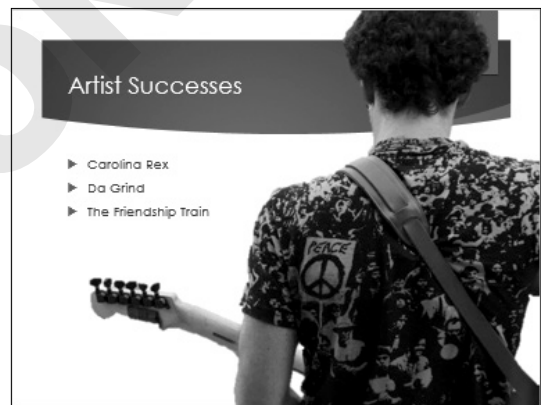 Artist Successes
Carolina Rex
Da Grind
The Friendship Train
PEACE